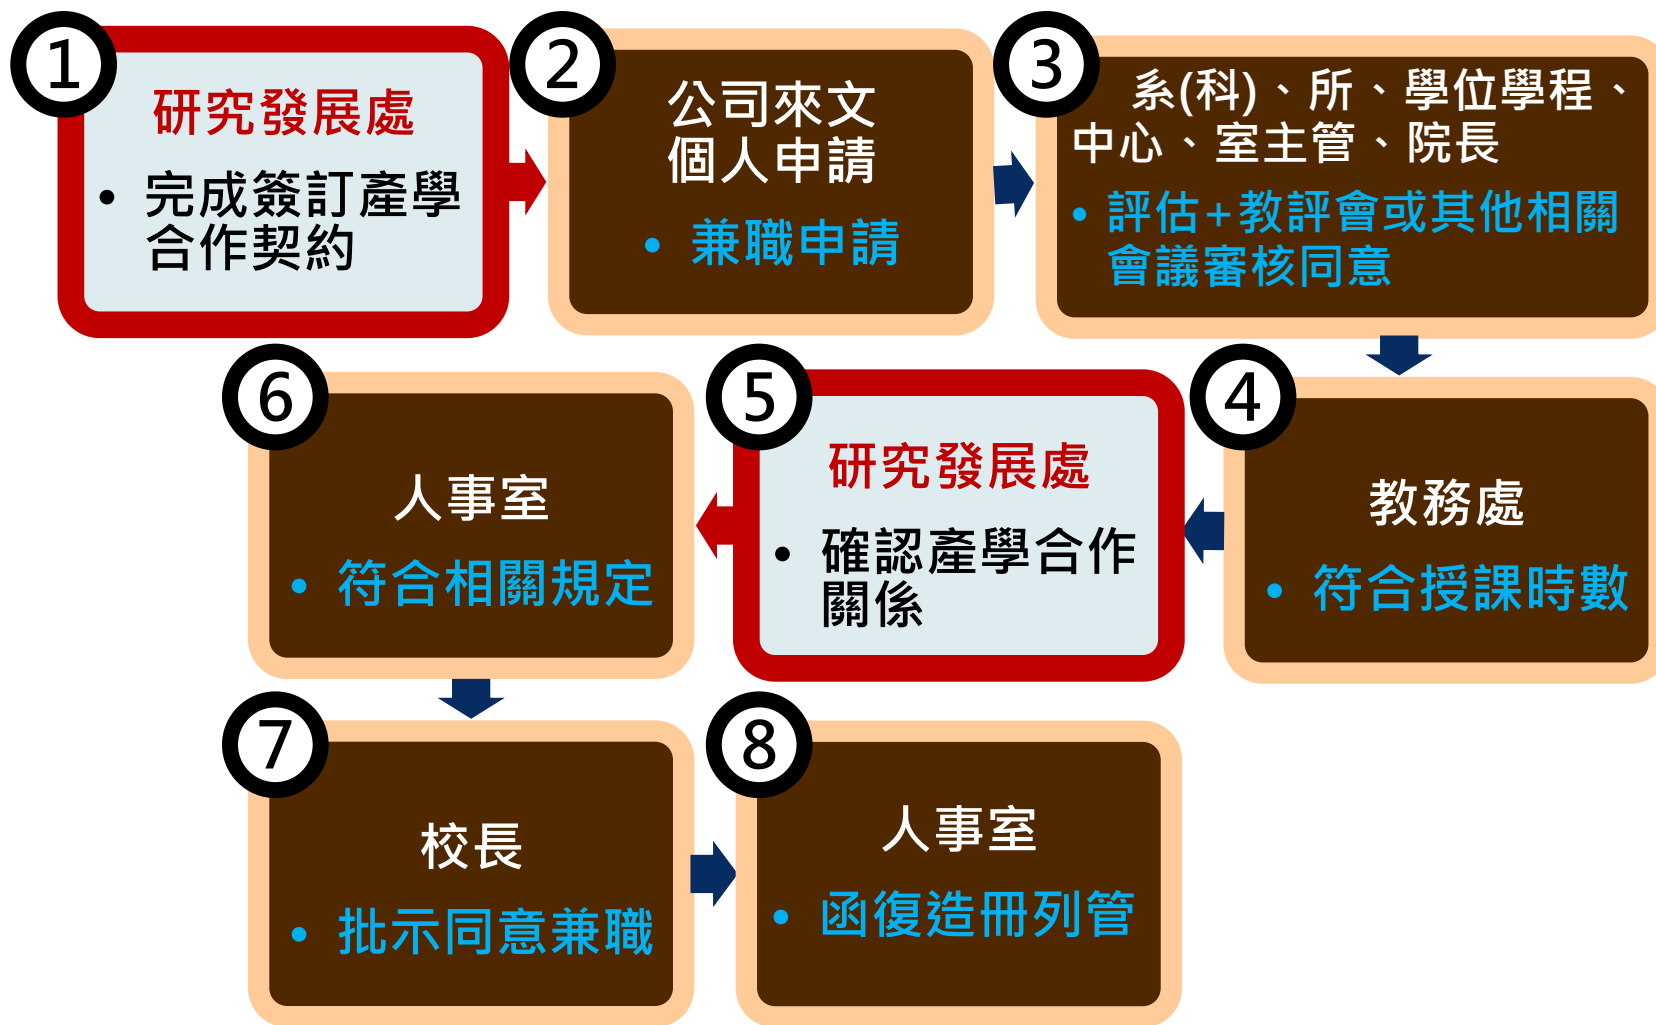 1
研究發展處
• 完成簽訂產學
合作契約
2
公司來文
個人申請
• 兼職申請
3
系(科)、所、學位學程、
中心、室主管、院長
• 評估+教評會或其他相關
會議審核同意
4
教務處
• 符合授課時數
5
研究發展處
• 確認產學合作
關係
6
人事室
• 符合相關規定
7
校長
• 批示同意兼職
8
人事室
• 函復造冊列管